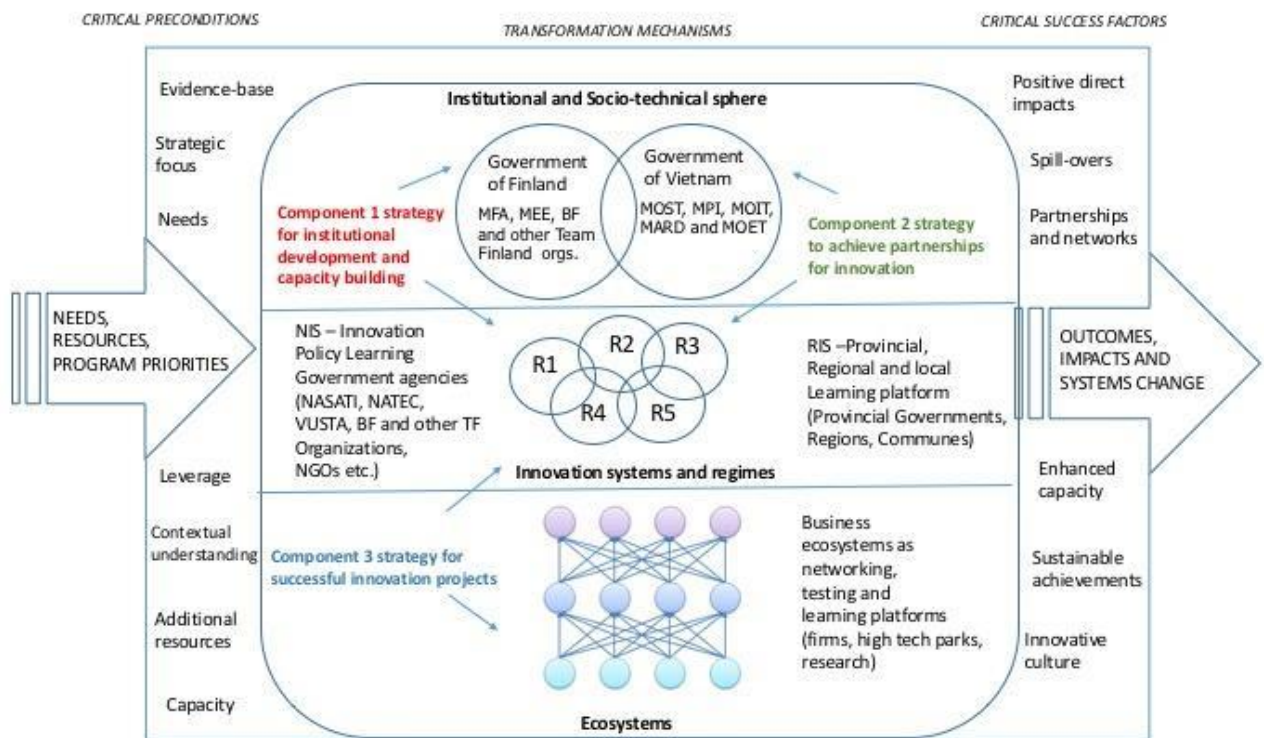 CRITICAL PRECONDITIONS
TRANSFORMATION MECHANISMS
CRITICAL SUCCESS FACTORS
Evidence-base
Strategic
focus
Needs
NEEDS,
RESOURCES,
PROGRAM PRIORITIES
Leverage
Contextual
understanding
Additional
resources
Capacity
Institutional and Socio-technical sphere
Government
of Finland
MFA, MEE, BF
and other Team
Finland orgs.
Government
of Vietnam
MOST, MPI, MOIT,
MARD and MOET
Component 1 strategy
for institutional
development and
capacity building
Component 2 strategy
to achieve partnerships
for innovation
NIS – Innovation
Policy Learning
Government agencies
(NASATI, NATEC,
VUSTA, BF and other TF
Organizations,
NGOs etc.)
R1
R2
R3
R4
R5
RIS –Provincial,
Regional and local
Learning platform
(Provincial Governments,
Regions, Communes)
Innovation systems and regimes
Component 3 strategy for
successful innovation projects
Business
ecosystems as
networking,
testing and
learning platforms
(firms, high tech parks,
research)
Ecosystems
Positive direct
impacts
Spill-overs
Partnerships
and networks
OUTCOMES,
IMPACTS AND
SYSTEMS CHANGE
Enhanced
capacity
Sustainable
achievements
Innovative
culture